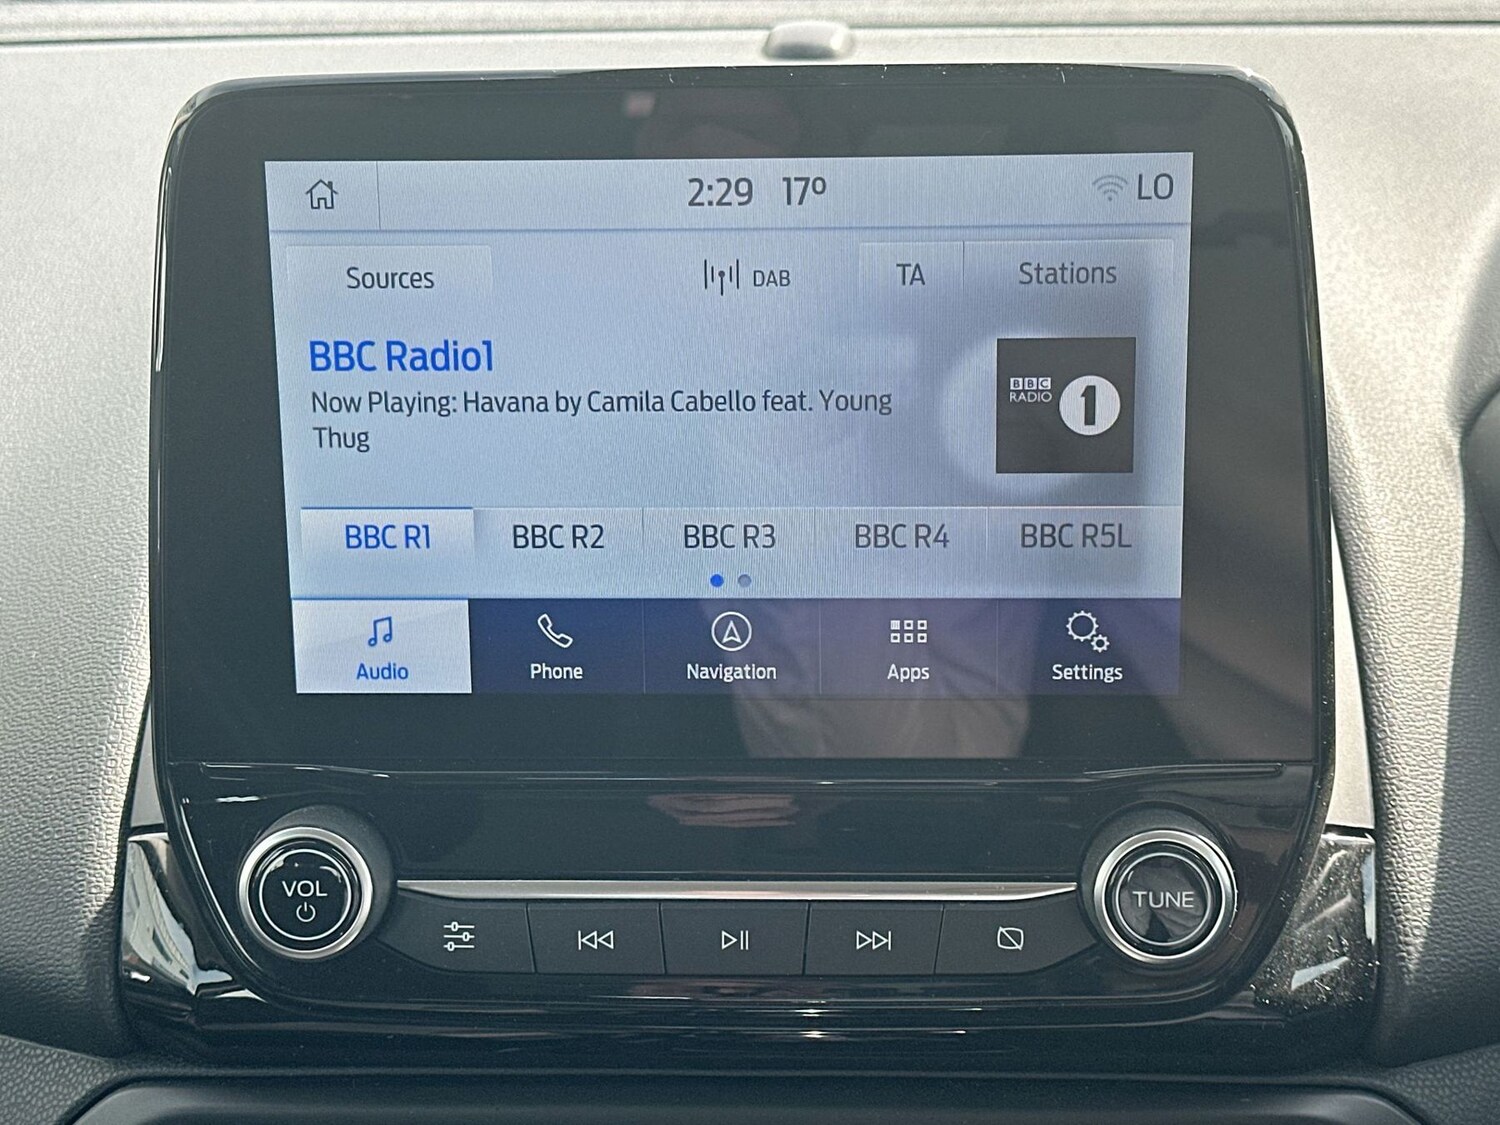 2:29 17º LO
Sources DAB TA Stations
BBC Radio1
Now Playing: Havana by Camila Cabello feat. Young
Thug
BBC
RADIO
1
BBC R1 BBC R2 BBC R3 BBC R4 BBC R5L
Audio Phone Navigation Apps Settings
VOL
TUNE